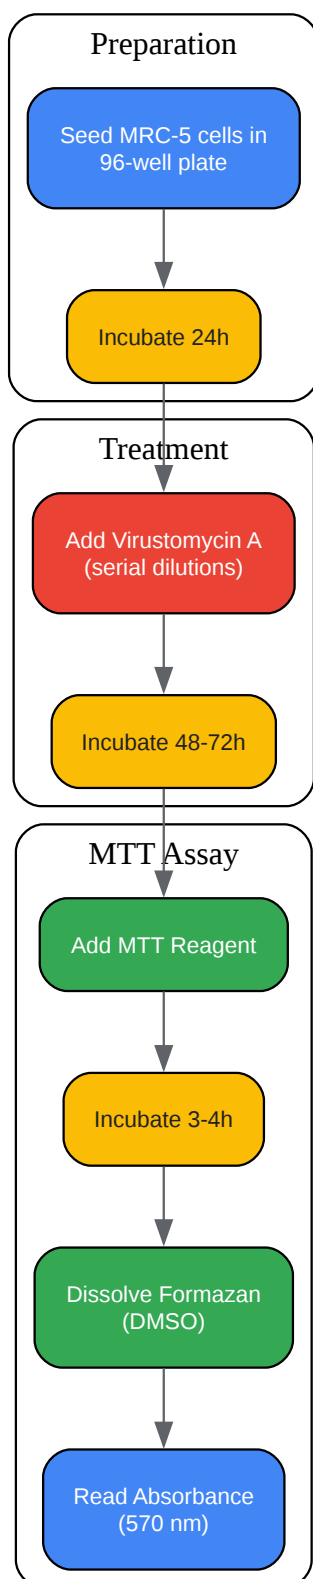 Preparation
Seed MRC-5 cells in
96-well plate
Incubate 24h
Treatment
Add Virustomycin A
(serial dilutions)
Incubate 48-72h
MTT Assay
Add MTT Reagent
Incubate 3-4h
Dissolve Formazan
(DMSO)
Read Absorbance
(570 nm)